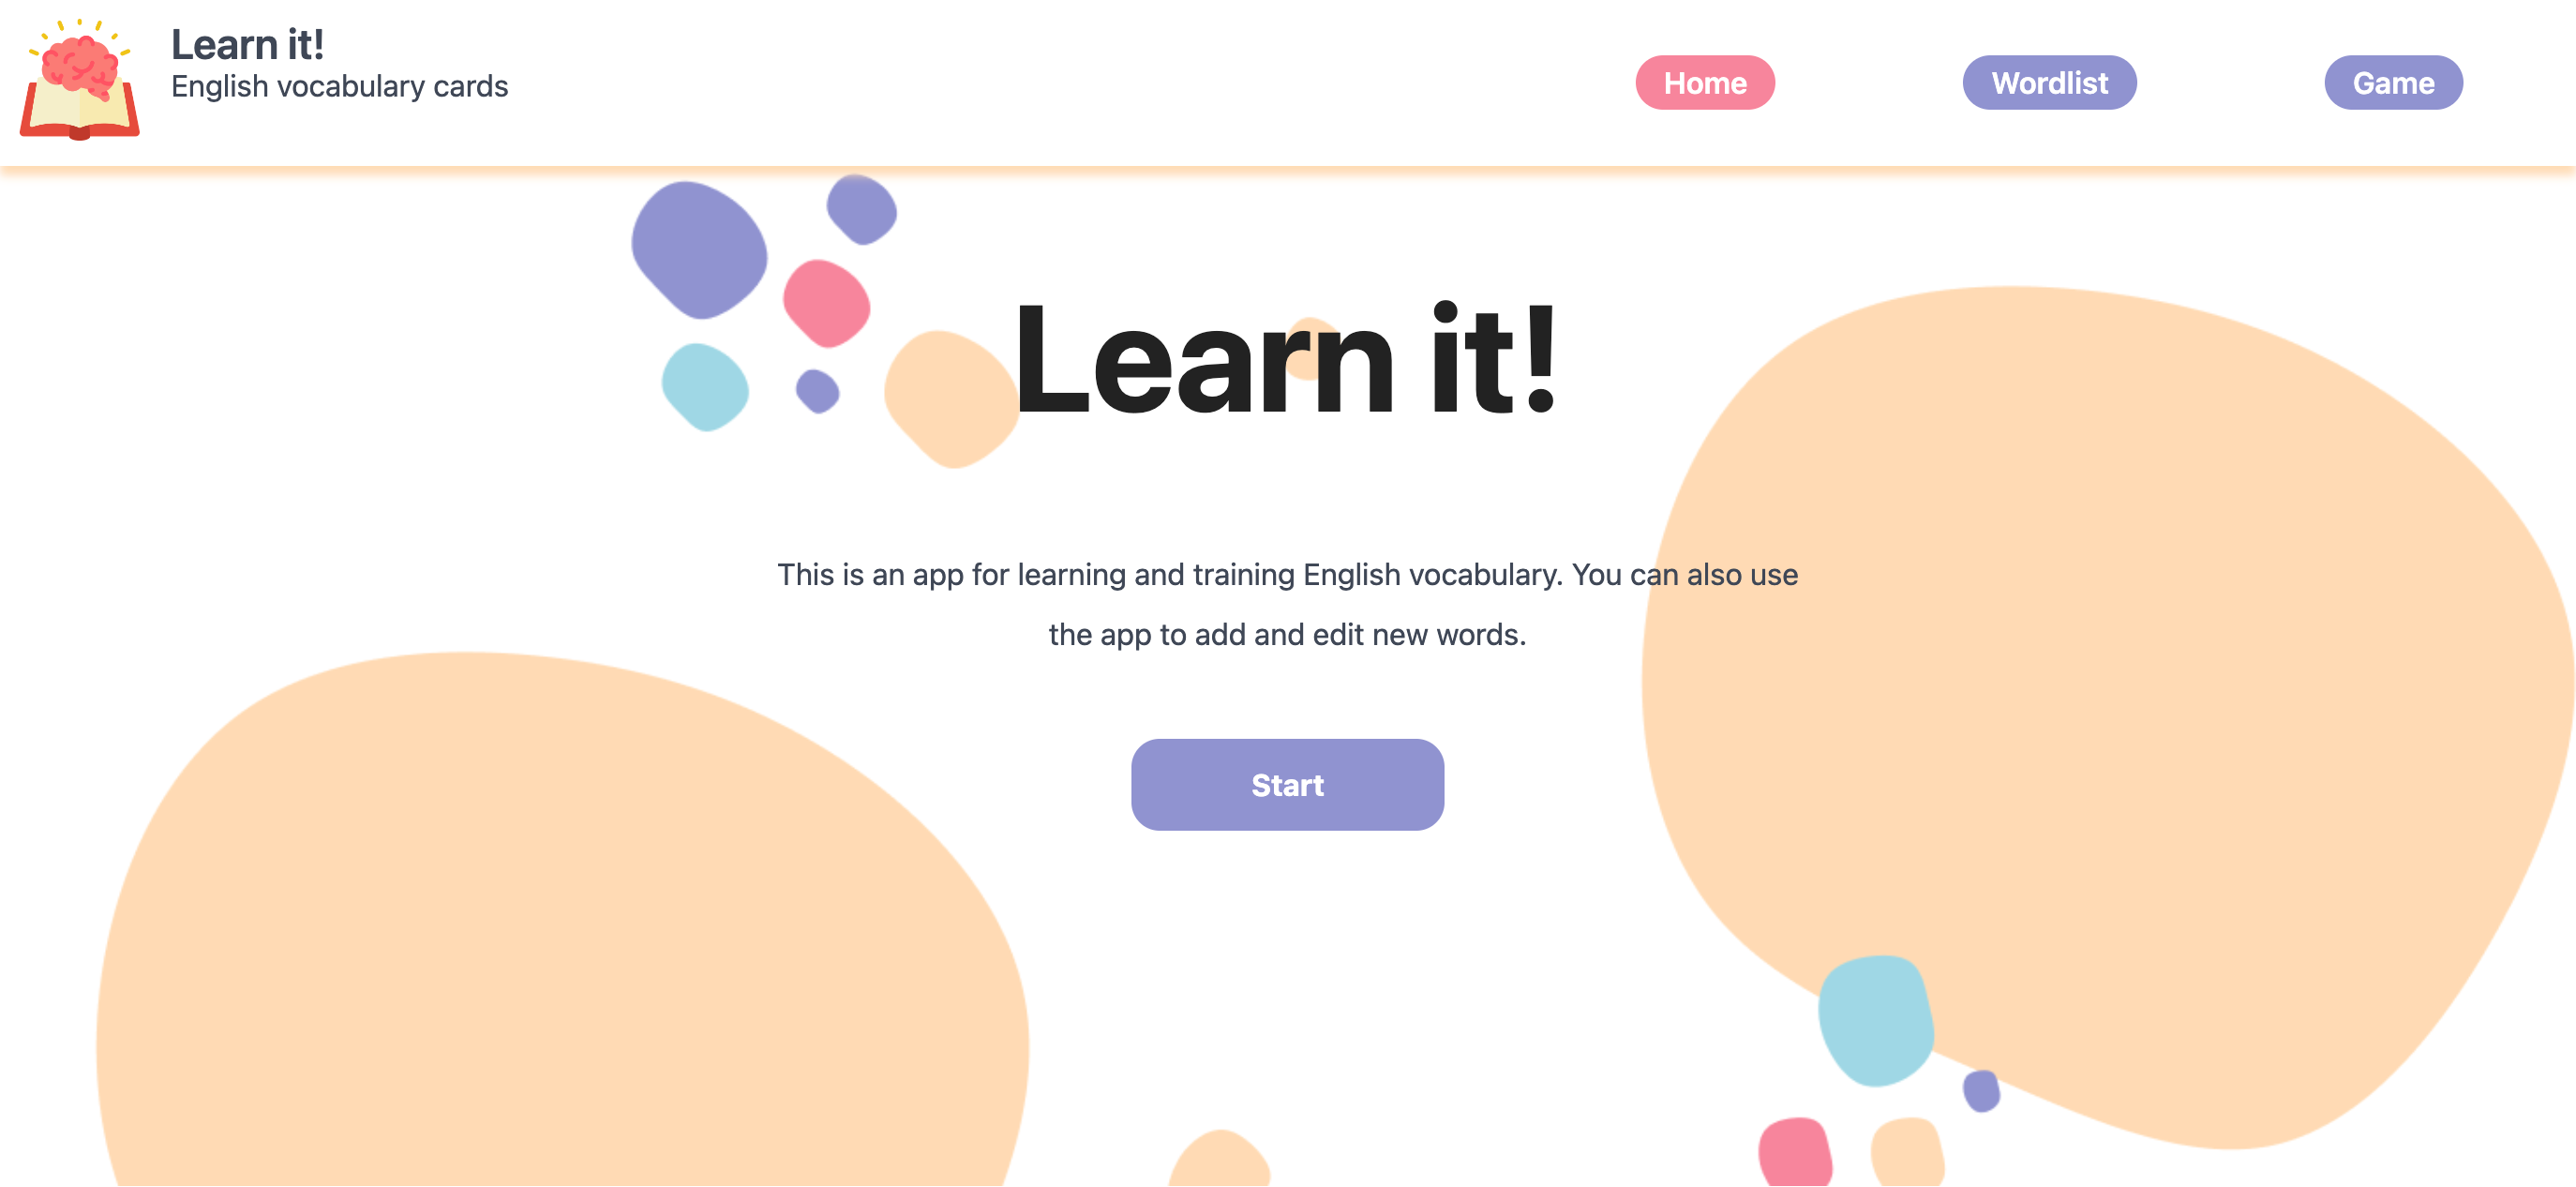 Learn it!
English vocabulary cards
Home
Wordlist
Game
Learn it!
This is an app for learning and training English vocabulary. You can also use
the app to add and edit new words.
Start